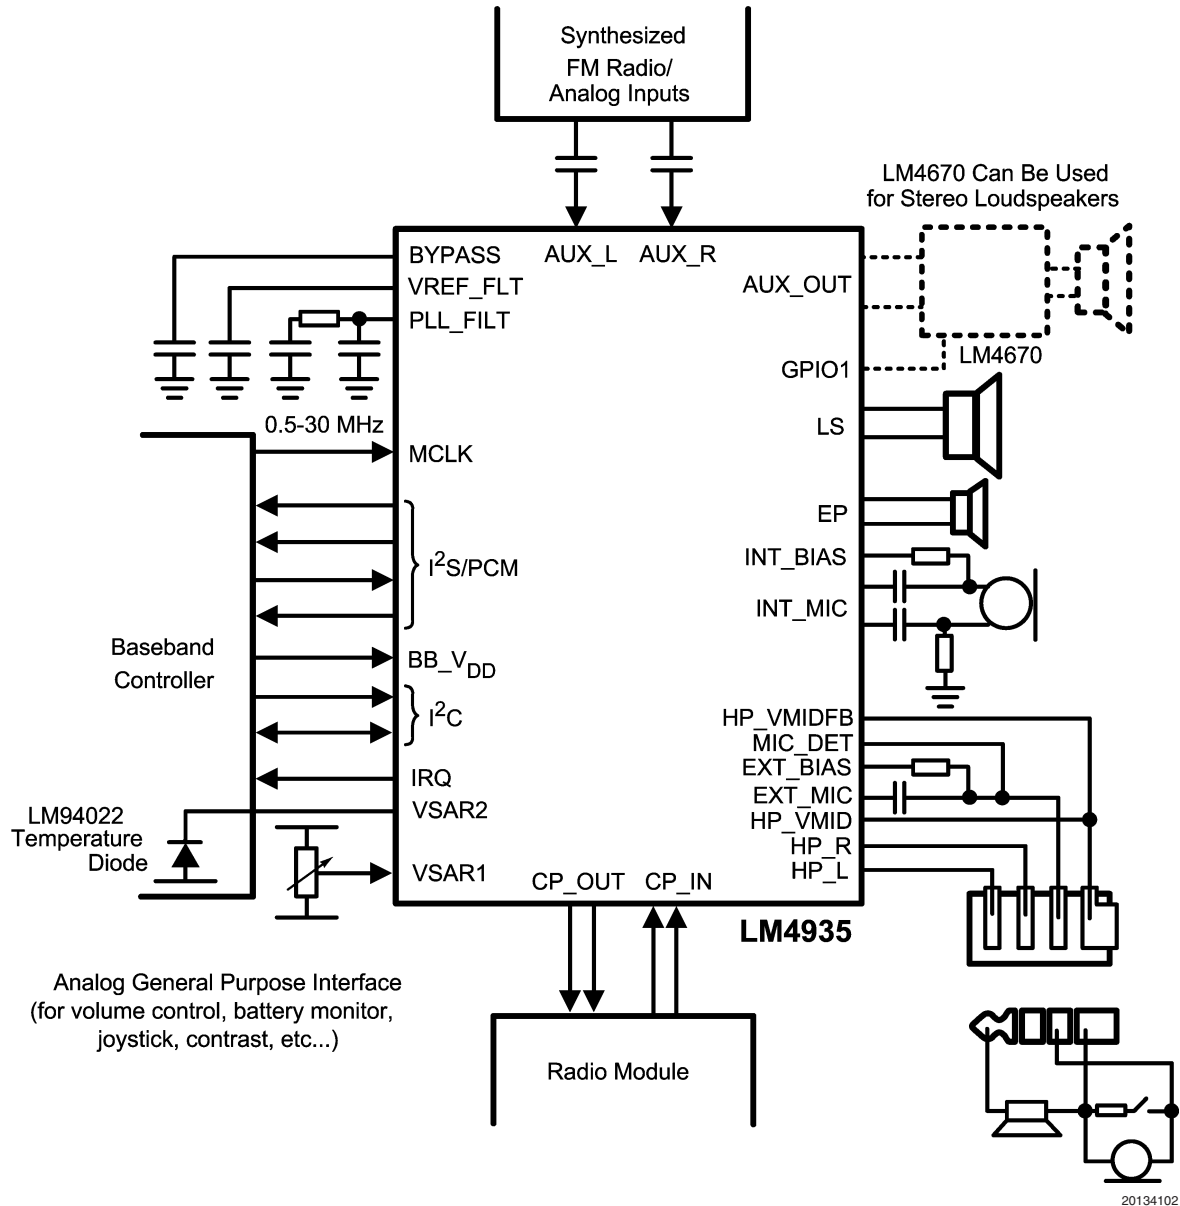 Synthesized
FM Radio/
Analog Inputs
LM4670 Can Be Used
for Stereo Loudspeakers
BYPASS
VREF_FLT
PLL_FILT
AUX_L
AUX_R
AUX_OUT
LM4670
GPIO1
LS
EP
INT_BIAS
INT_MIC
0.5-30 MHz
MCLK
I²S/PCM
Baseband
Controller
BB_VDD
I²C
IRQ
VSAR2
LM94022
Temperature
Diode
VSAR1
HP_VMIDFB
MIC_DET
EXT_BIAS
EXT_MIC
HP_VMID
HP_R
HP_L
CP_OUT
CP_IN
LM4935
Analog General Purpose Interface
(for volume control, battery monitor,
joystick, contrast, etc...)
Radio Module
20134102